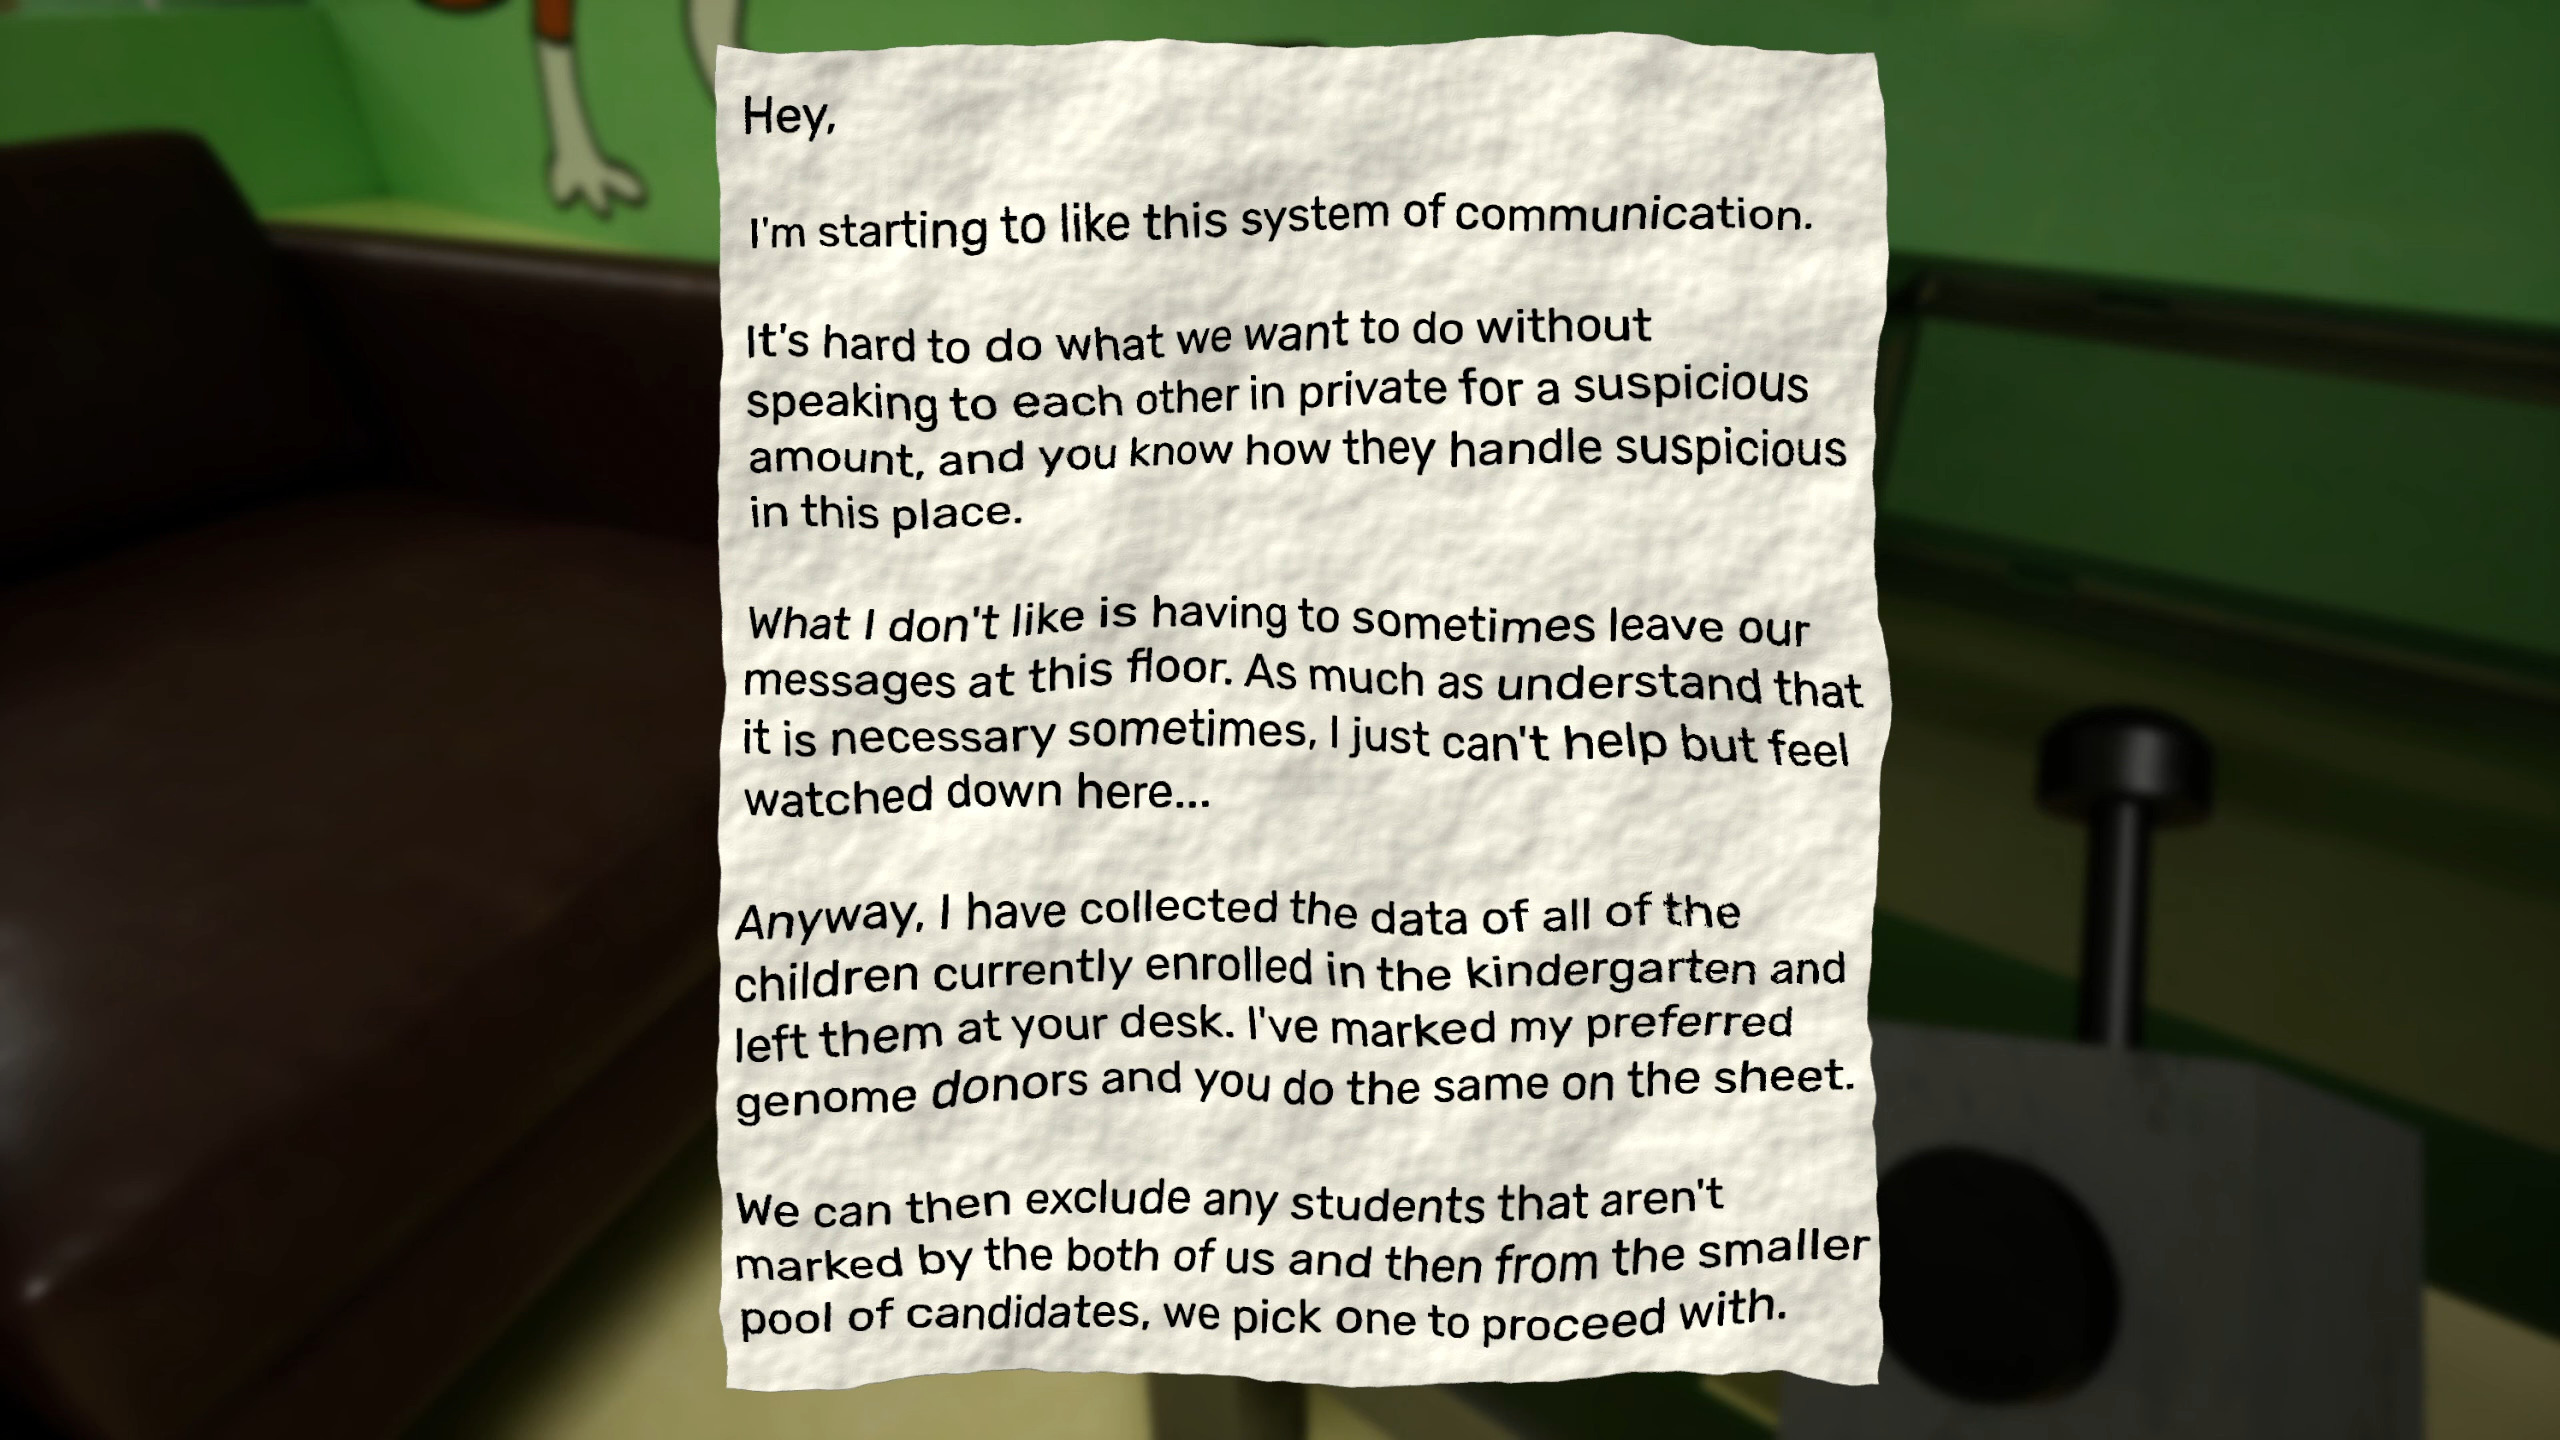 Hey,
I'm starting to like this system of communication.
It's hard to do what we want to do without
speaking to each other in private for a suspicious
amount, and you know how they handle suspicious
in this place.
What I don't like is having to sometimes leave our
messages at this floor. As much as understand that
it is necessary sometimes, I just can't help but feel
watched down here...
Anyway, I have collected the data of all of the
children currently enrolled in the kindergarten and
left them at your desk. I've marked my preferred
genome donors and you do the same on the sheet.
We can then exclude any students that aren't
marked by the both of us and then from the smaller
pool of candidates, we pick one to proceed with.